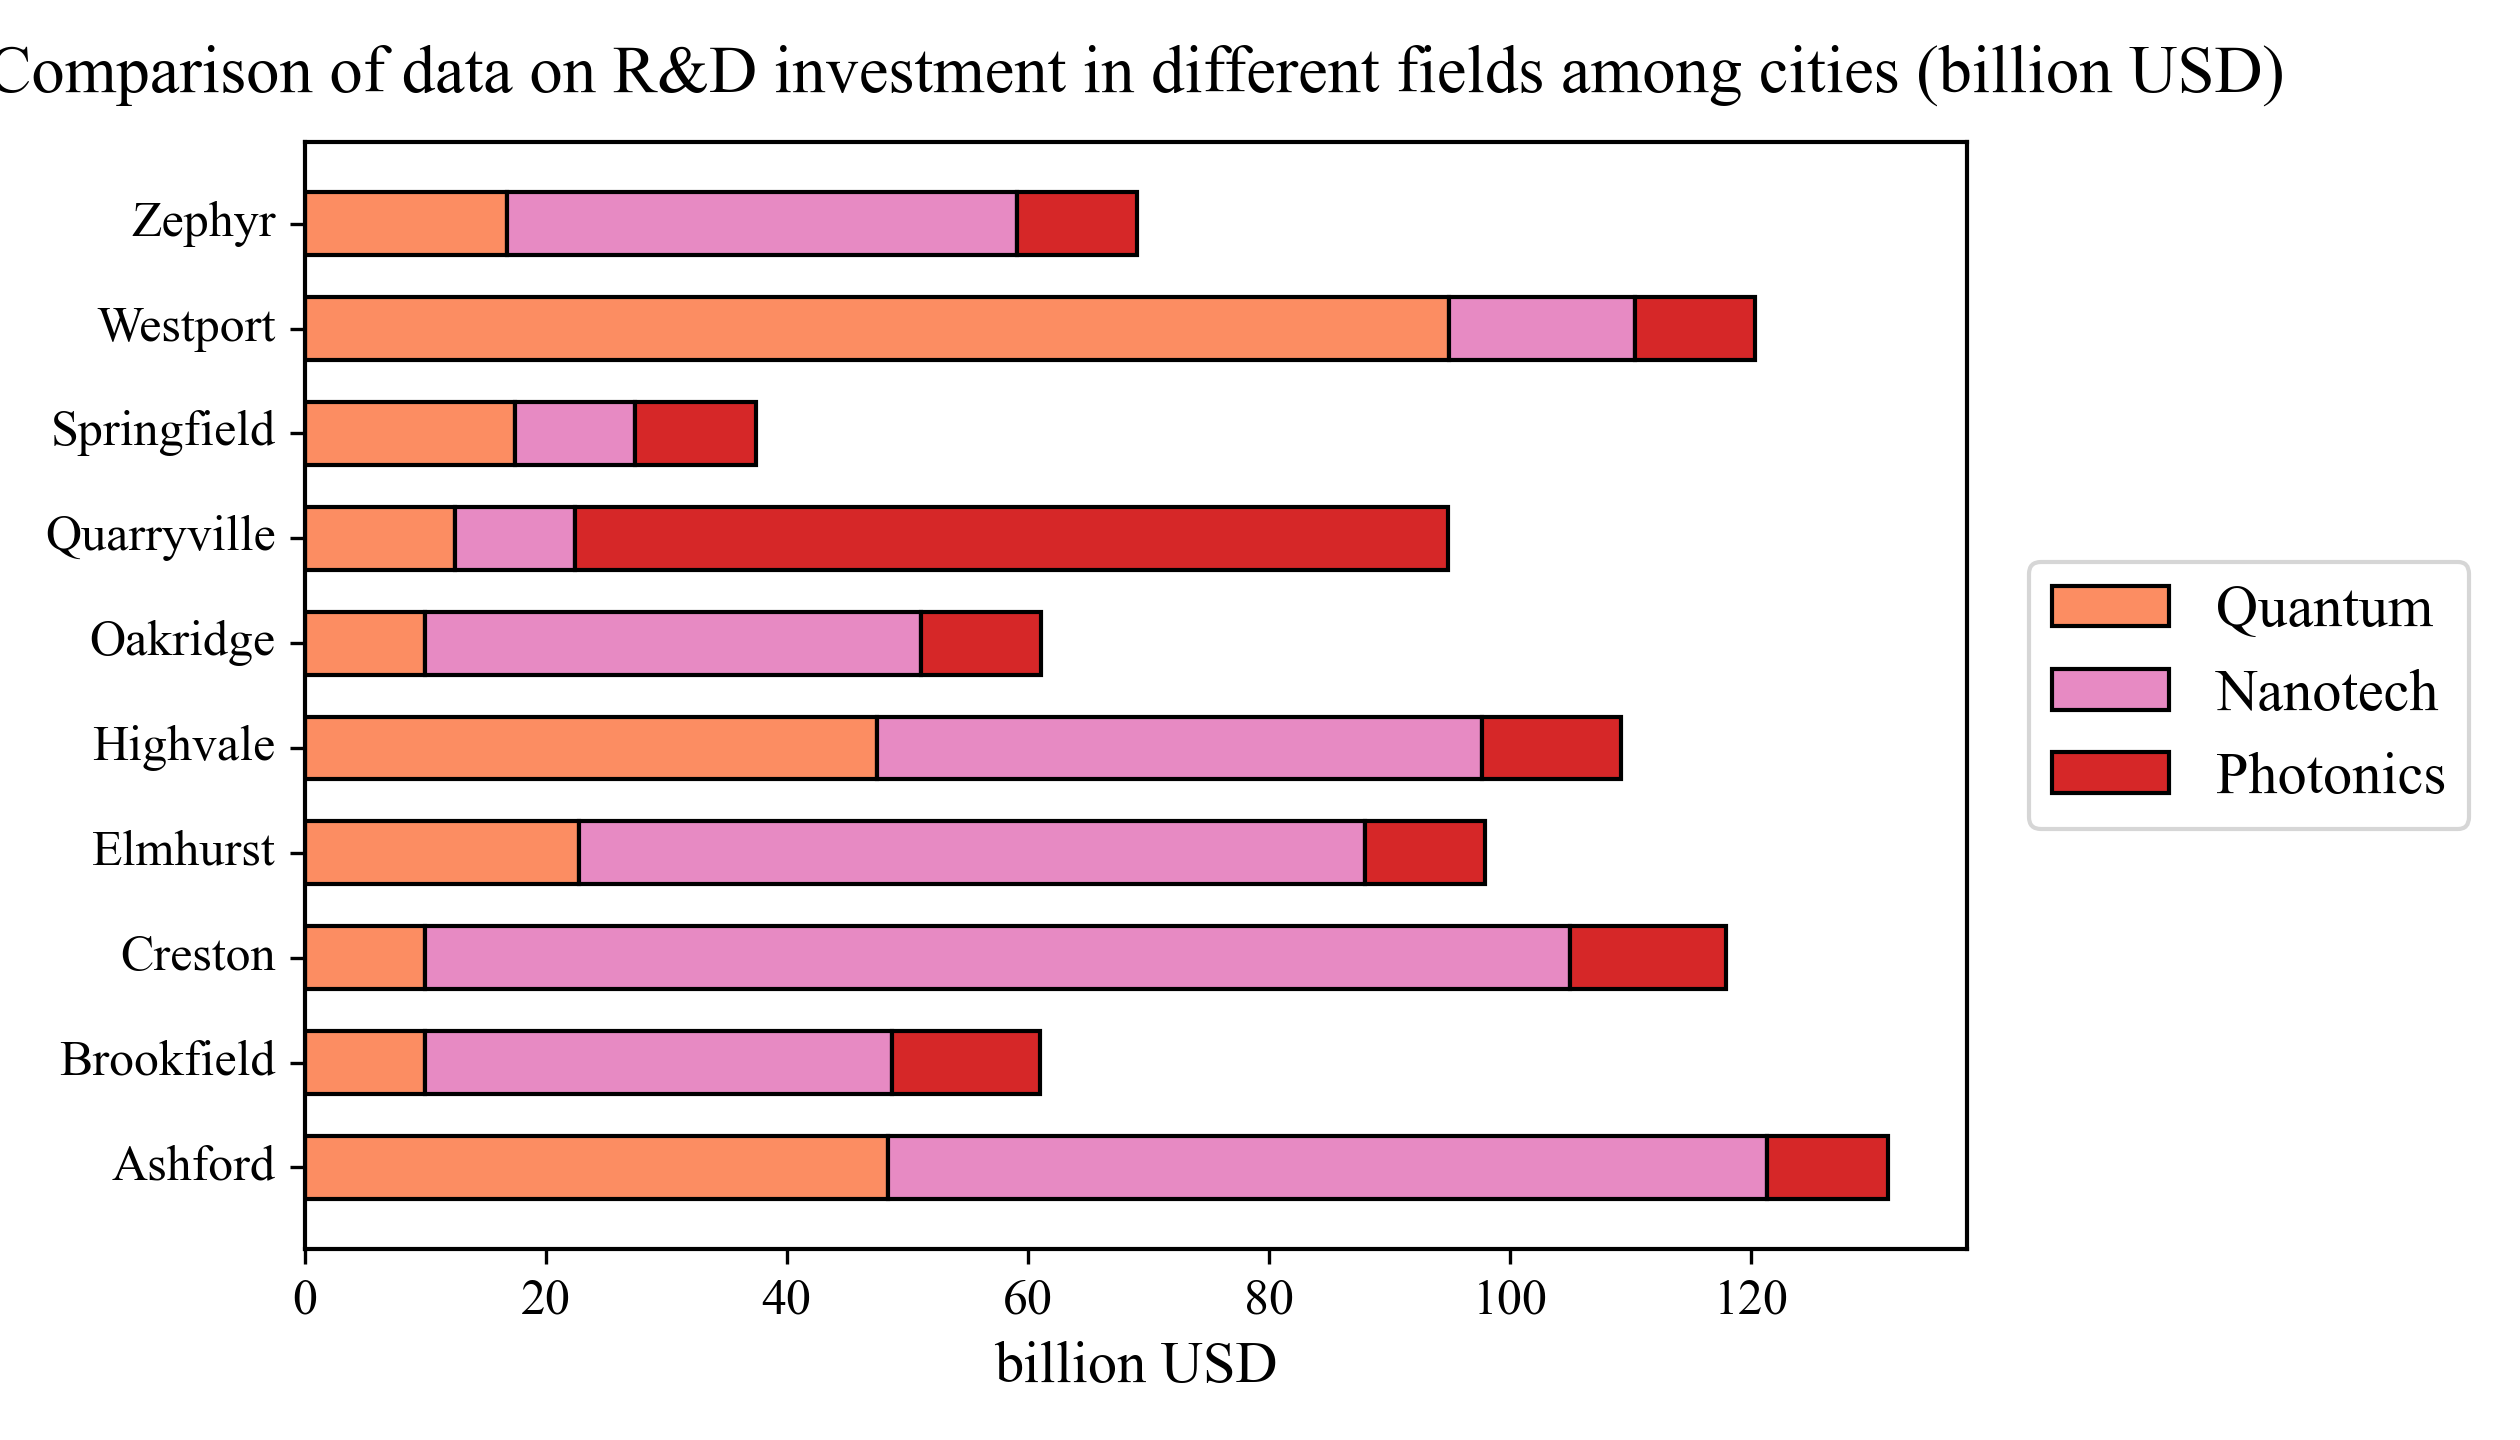 Comparison of data on R&D investment in different fields among cities (billion USD)
Zephyr
Westport
Springfield
Quarryville
Oakridge
Highvale
Elmhurst
Creston
Brookfield
Ashford
0 20 40 60 80 100 120
billion USD
Quantum
Nanotech
Photonics